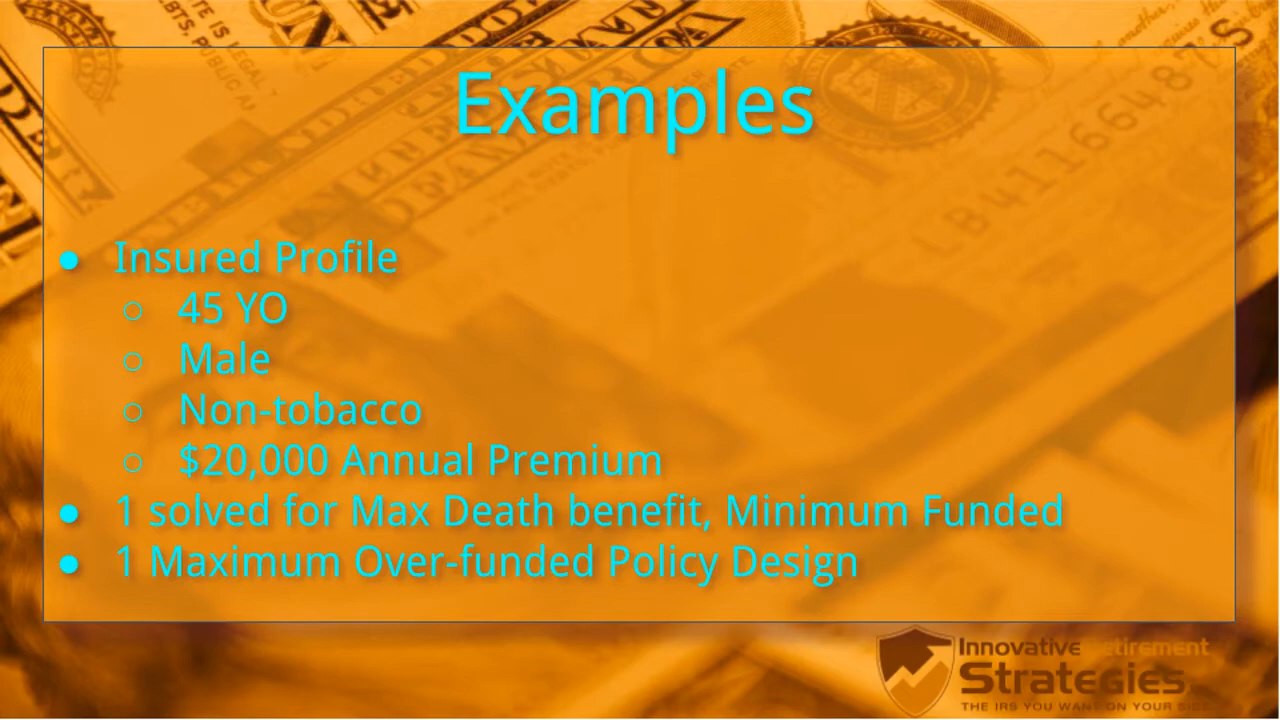 Examples
● Insured Profile
○ 45 YO
○ Male
○ Non-tobacco
○ $20,000 Annual Premium
● 1 solved for Max Death benefit, Minimum Funded
● 1 Maximum Over-funded Policy Design
Innovative Retirement
Strategies
THE IRS YOU WANT ON YOUR SIDE
LB41166487